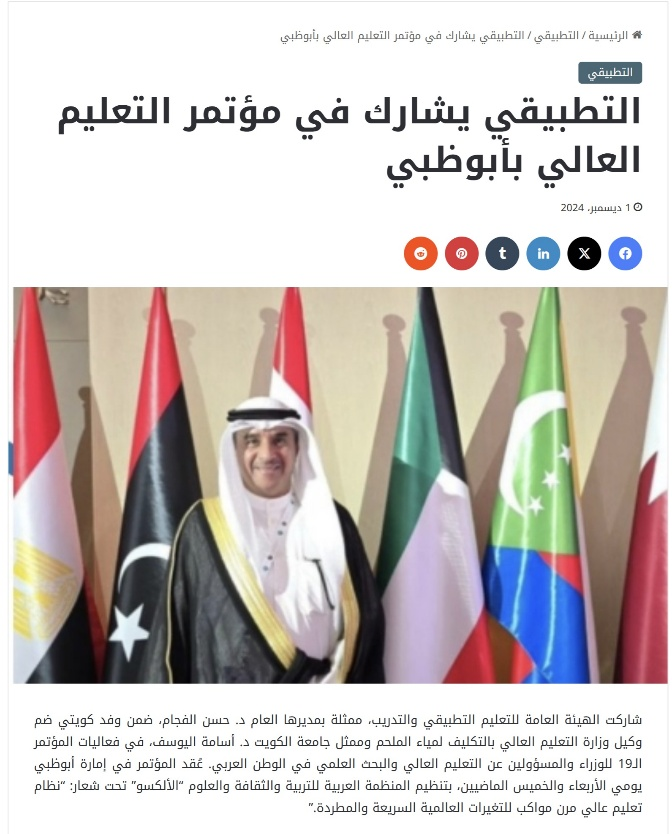 الرئيسية / التطبيقي / التطبيقي يشارك في مؤتمر التعليم العالي بأبوظبي
التطبيقي
التطبيقي يشارك في مؤتمر التعليم
العالي بأبوظبي
1 ديسمبر، 2024
شاركت الهيئة العامة للتعليم التطبيقي والتدريب، ممثلة بمديرها العام د. حسن الفجام، ضمن وفد كويتي ضم
وكيل وزارة التعليم العالي بالتكليف لمياء الملحم وممثل جامعة الكويت د. أسامة اليوسف، في فعاليات المؤتمر
الـ19 للوزراء والمسؤولين عن التعليم العالي والبحث العلمي في الوطن العربي. عُقد المؤتمر في إمارة أبوظبي
يومي الأربعاء والخميس الماضيين، بتنظيم المنظمة العربية للتربية والثقافة والعلوم “الألكسو” تحت شعار: “نظام
تعليم عالي مرن مواكب للتغيرات العالمية السريعة والمطردة.”